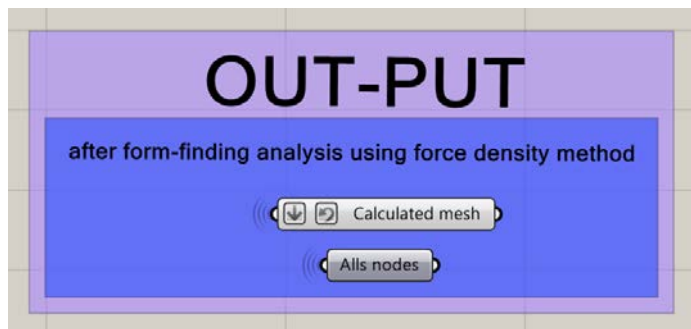 OUT-PUT
after form-finding analysis using force density method
Calculated mesh
Alls nodes